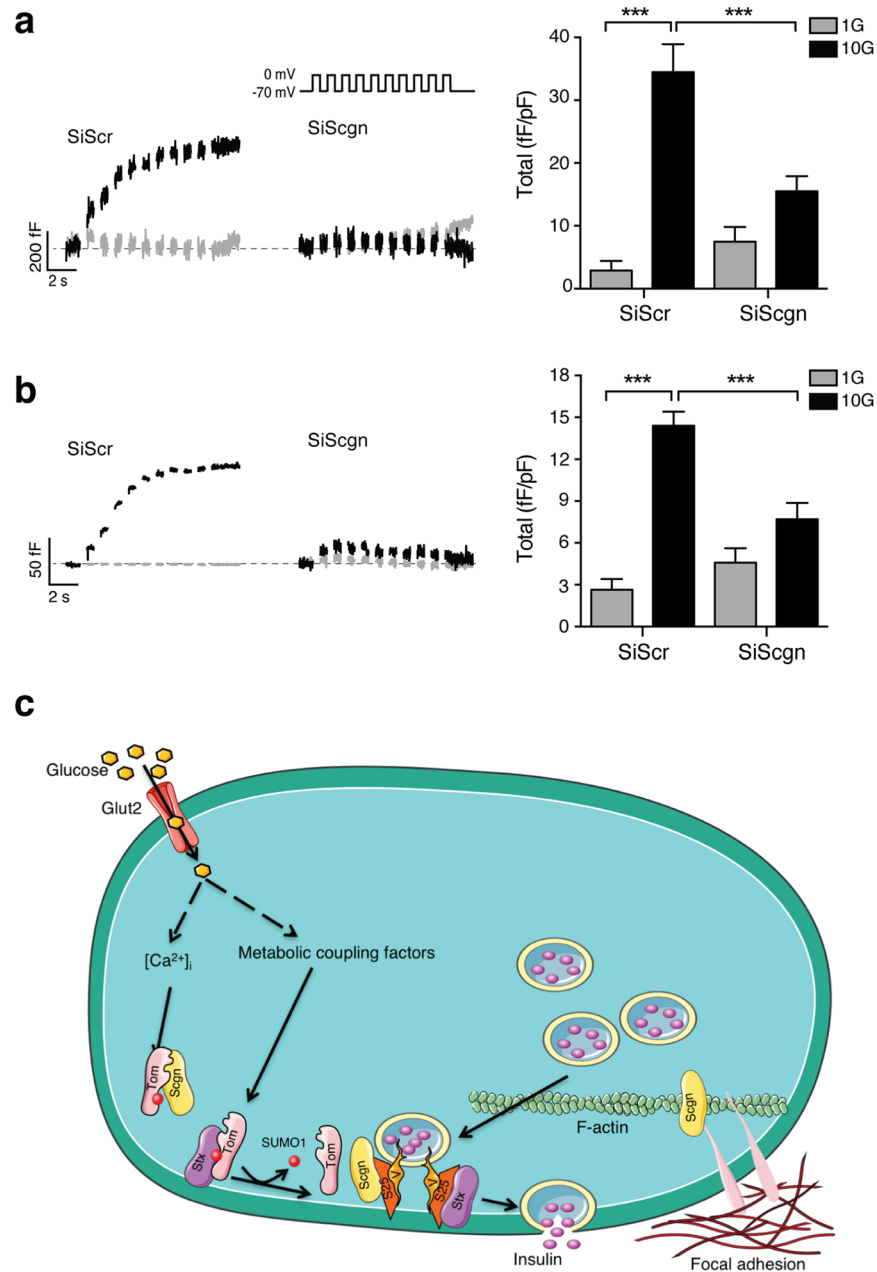 a
0 mV
-70 mV
SiScr
SiScgn
200 fF
2 s
Total (fF/pF)
40
30
20
10
0
***
***
1G
10G
SiScr
SiScgn
b
SiScr
SiScgn
50 fF
2 s
Total (fF/pF)
18
15
12
9
6
3
0
***
***
1G
10G
SiScr
SiScgn
c
Glucose
Glut2
[Ca²⁺]ᵢ
Metabolic coupling factors
Tom
Scgn
Stx
Tom
SUMO1
Tom
Scgn
S25
V
V
S25
Stx
Insulin
F-actin
Scgn
Focal adhesion